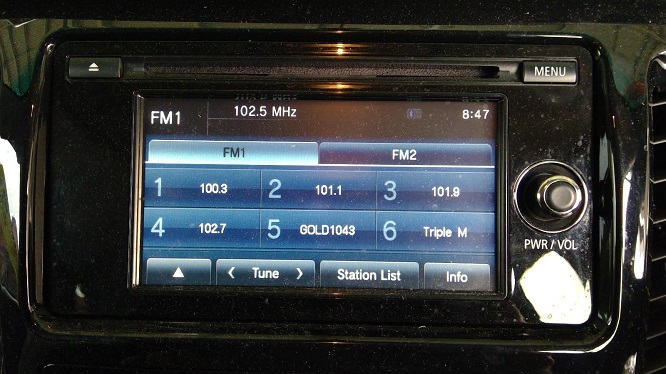 MENU
FM1 102.5 MHz 8:47
FM1 FM2
1 100.3 2 101.1 3 101.9
4 102.7 5 GOLD1043 6 Triple M
Tune Station List Info
PWR / VOL